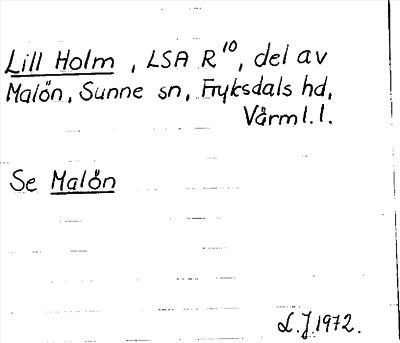 Lill Holm, LSA R¹⁰, del av
Malön, Sunne sn, Fryksdals hd,
Värml. l.
Se Malön
L.J. 1972.